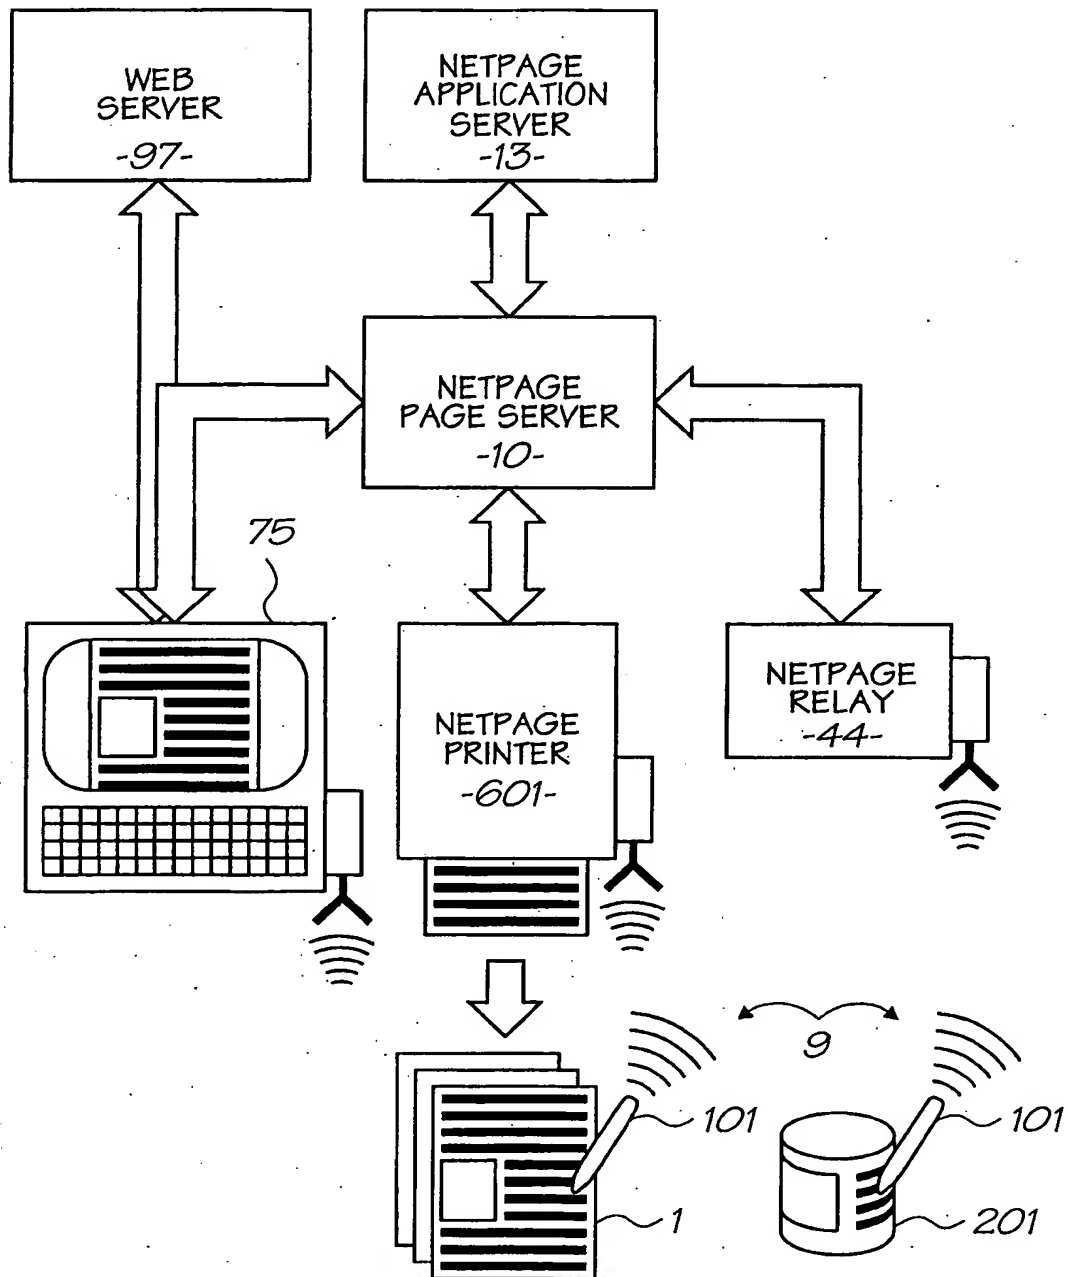 WEB
SERVER
-97-
NETPAGE
APPLICATION
SERVER
-13-
NETPAGE
PAGE SERVER
-10-
75
NETPAGE
PRINTER
-601-
NETPAGE
RELAY
-44-
9
101
101
1
201